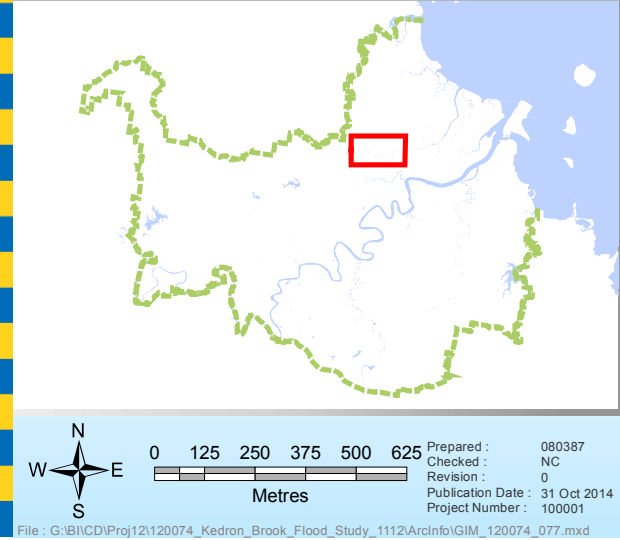 N
W E
S
0 125 250 375 500 625
Metres
Prepared : 080387
Checked : NC
Revision : 0
Publication Date : 31 Oct 2014
Project Number : 100001
File : G:\BI\CD\Proj12\120074_Kedron_Brook_Flood_Study_1112\ArcInfo\GIM_120074_077.mxd